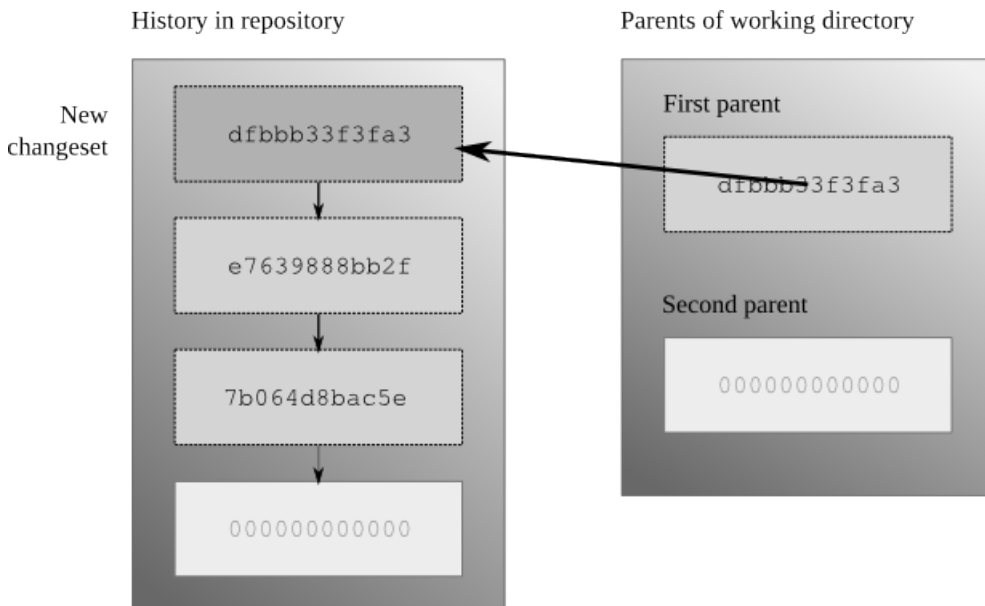 History in repository
New
changeset
dfbbb33f3fa3
e7639888bb2f
7b064d8bac5e
000000000000
Parents of working directory
First parent
dfbbb33f3fa3
Second parent
000000000000